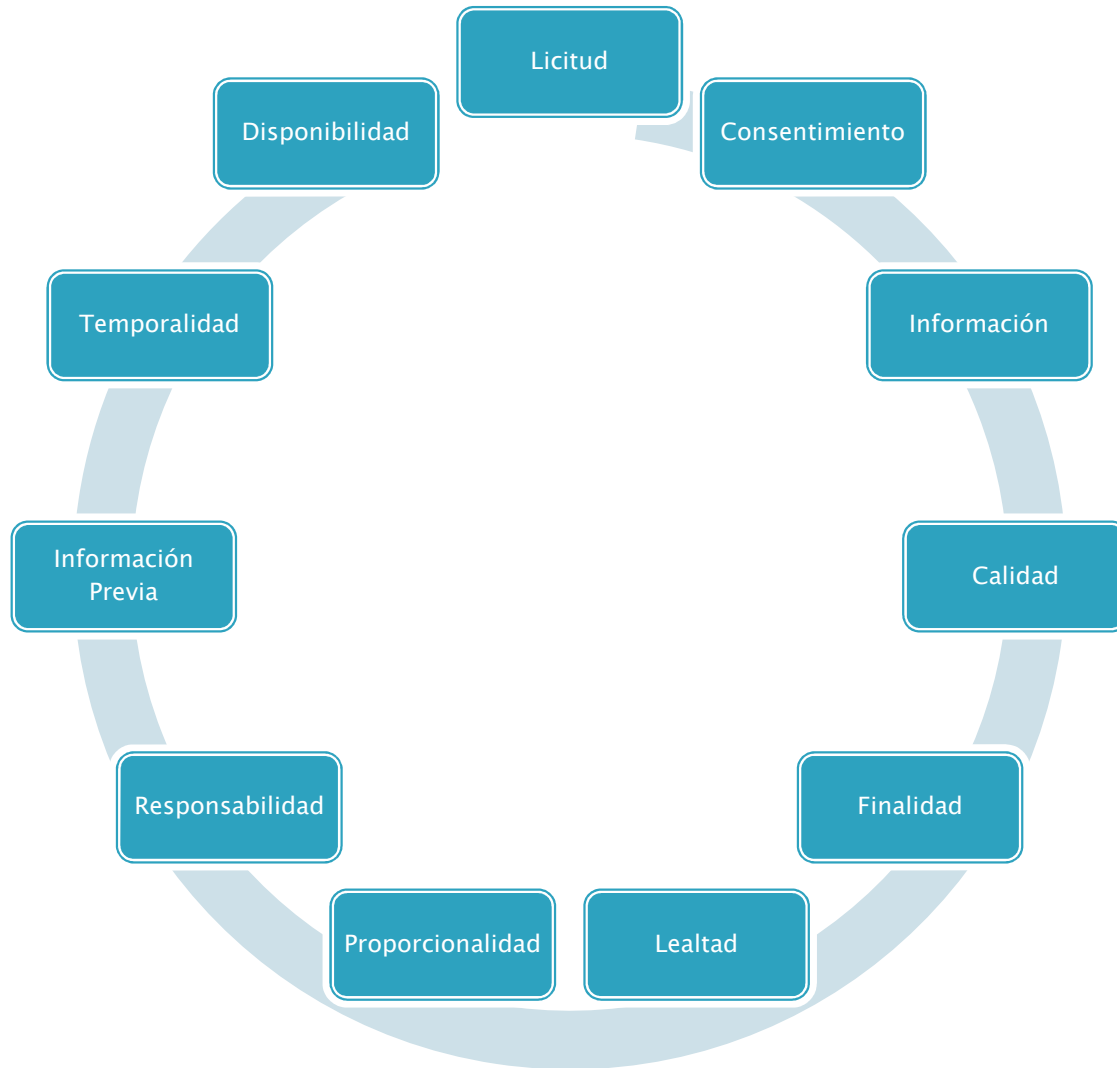 Licitud
Consentimiento
Información
Calidad
Finalidad
Lealtad
Proporcionalidad
Responsabilidad
Información
Previa
Temporalidad
Disponibilidad